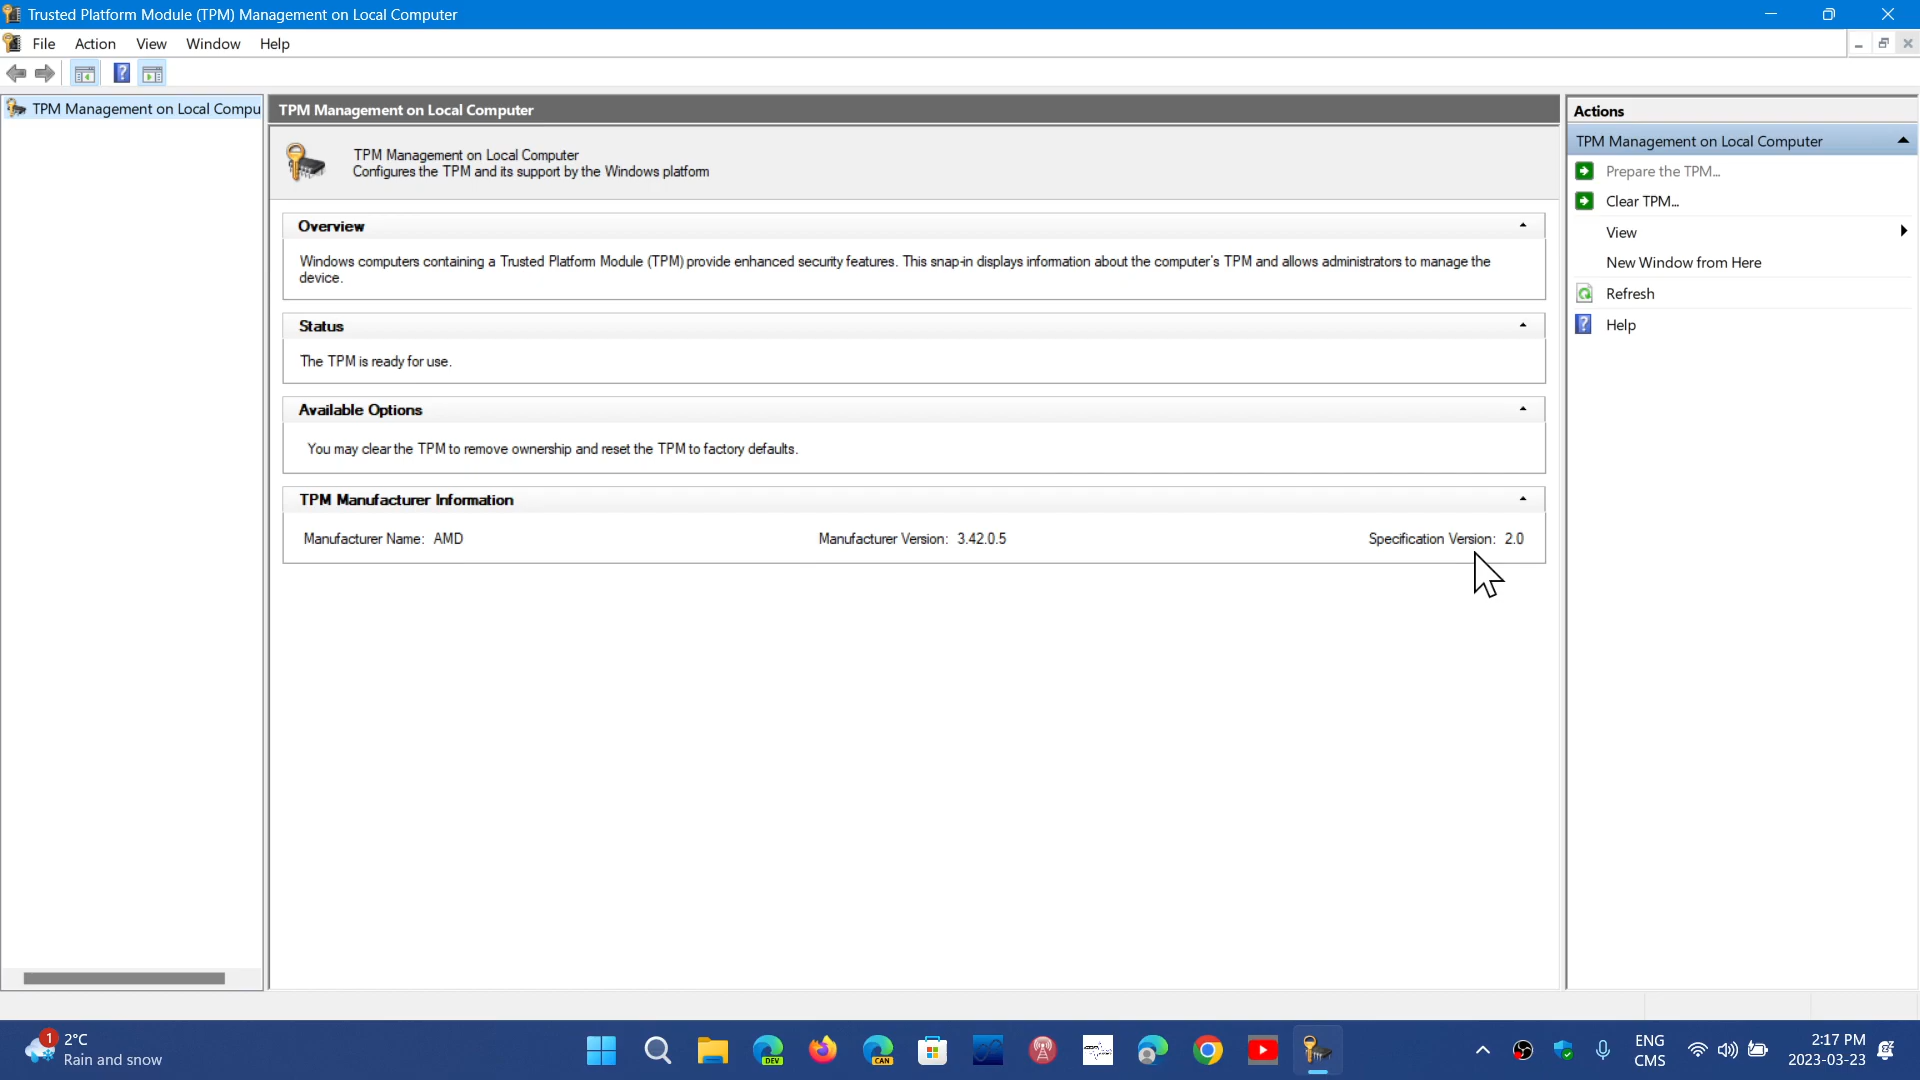 Trusted Platform Module (TPM) Management on Local Computer
File Action View Window Help
TPM Management on Local Compu
TPM Management on Local Computer
TPM Management on Local Computer
Configures the TPM and its support by the Windows platform
Overview
Windows computers containing a Trusted Platform Module (TPM) provide enhanced security features. This snap-in displays information about the computer's TPM and allows administrators to manage the
device.
Status
The TPM is ready for use.
Available Options
You may clear the TPM to remove ownership and reset the TPM to factory defaults.
TPM Manufacturer Information
Manufacturer Name: AMD Manufacturer Version: 3.42.0.5 Specification Version: 2.0
Actions
TPM Management on Local Computer
Prepare the TPM...
Clear TPM...
View
New Window from Here
Refresh
Help
1
2°C
Rain and snow
DEV
CAN
ENG
CMS
2:17 PM
2023-03-23